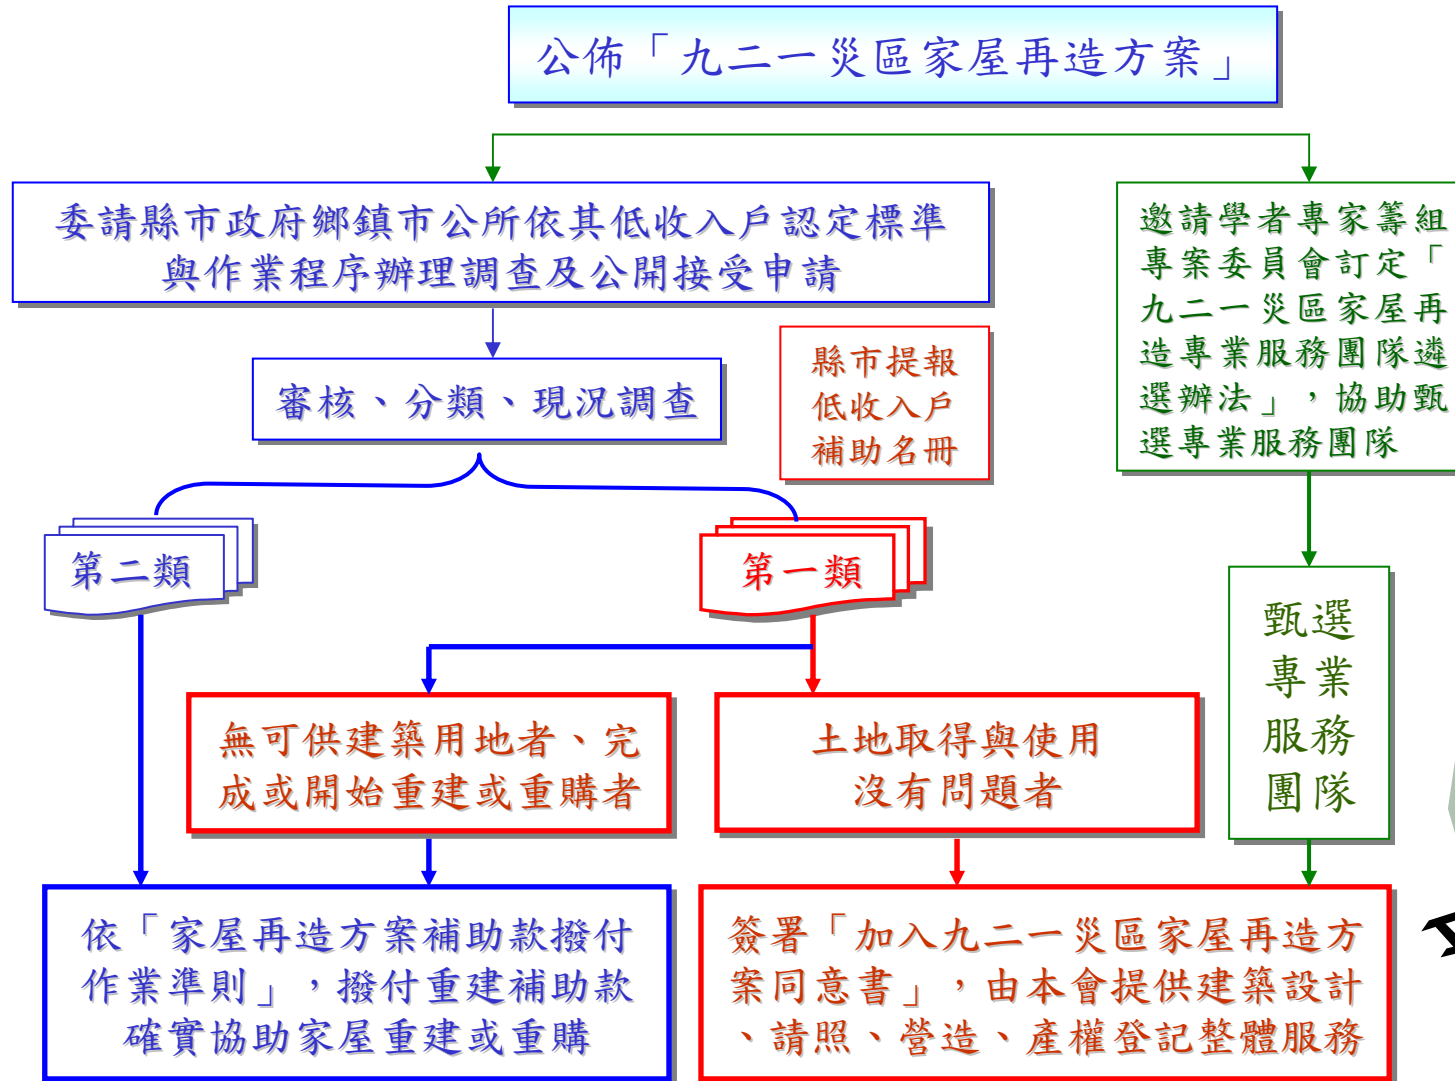 公佈「九二一災區家屋再造方案」
委請縣市政府鄉鎮市公所依其低收入戶認定標準
與作業程序辦理調查及公開接受申請
邀請學者專家籌組
專案委員會訂定「
九二一災區家屋再
造專業服務團隊遴
選辦法」，協助甄
選專業服務團隊
審核、分類、現況調查
縣市提報
低收入戶
補助名冊
第二類
第一類
甄選
專業
服務
團隊
無可供建築用地者、完
成或開始重建或重購者
土地取得與使用
沒有問題者
依「家屋再造方案補助款撥付
作業準則」，撥付重建補助款
確實協助家屋重建或重購
簽署「加入九二一災區家屋再造方
案同意書」，由本會提供建築設計
、請照、營造、產權登記整體服務